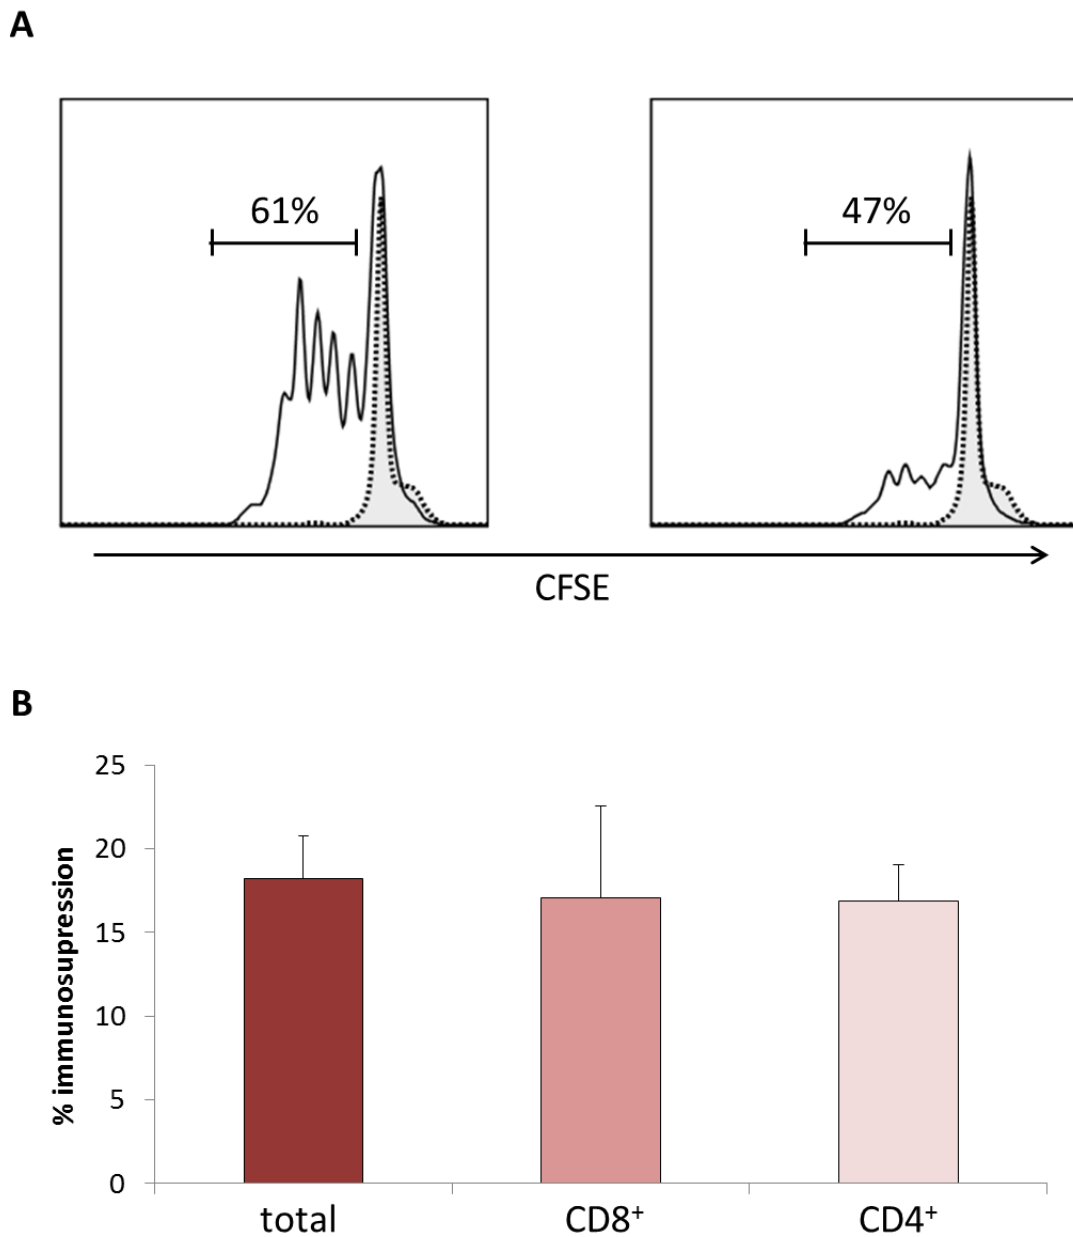 A
61%
47%
CFSE
B
25
20
15
10
5
0
% immunosupression
total
CD8⁺
CD4⁺